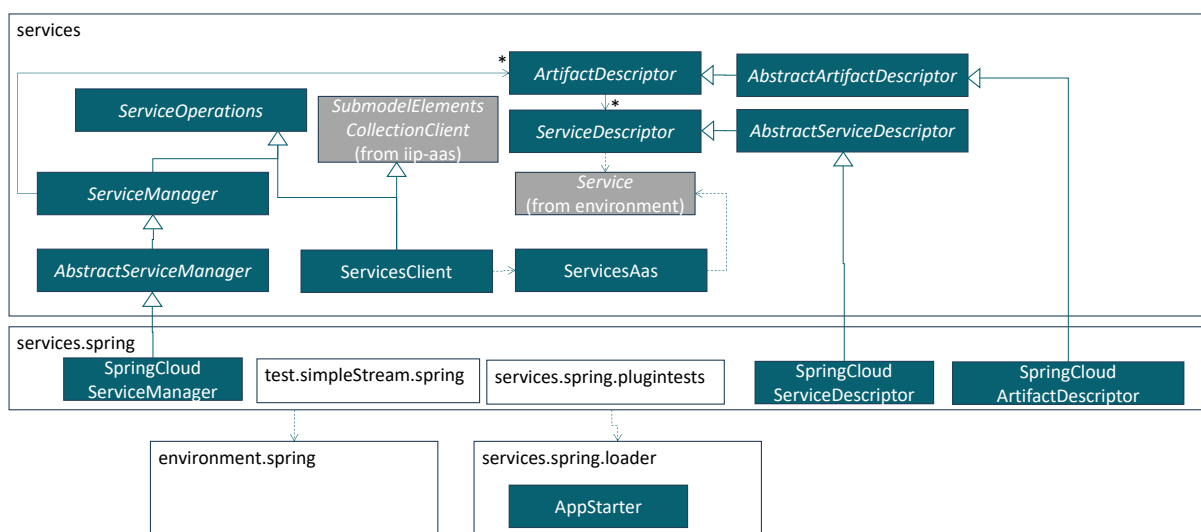 services
*
ArtifactDescriptor
AbstractArtifactDescriptor
ServiceOperations
SubmodelElements
CollectionClient
(from iip-aas)
*
ServiceDescriptor
AbstractServiceDescriptor
ServiceManager
Service
(from environment)
AbstractServiceManager
ServicesClient
ServicesAas
services.spring
SpringCloud
ServiceManager
test.simpleStream.spring
services.spring.plugintests
SpringCloud
ServiceDescriptor
SpringCloud
ArtifactDescriptor
environment.spring
services.spring.loader
AppStarter